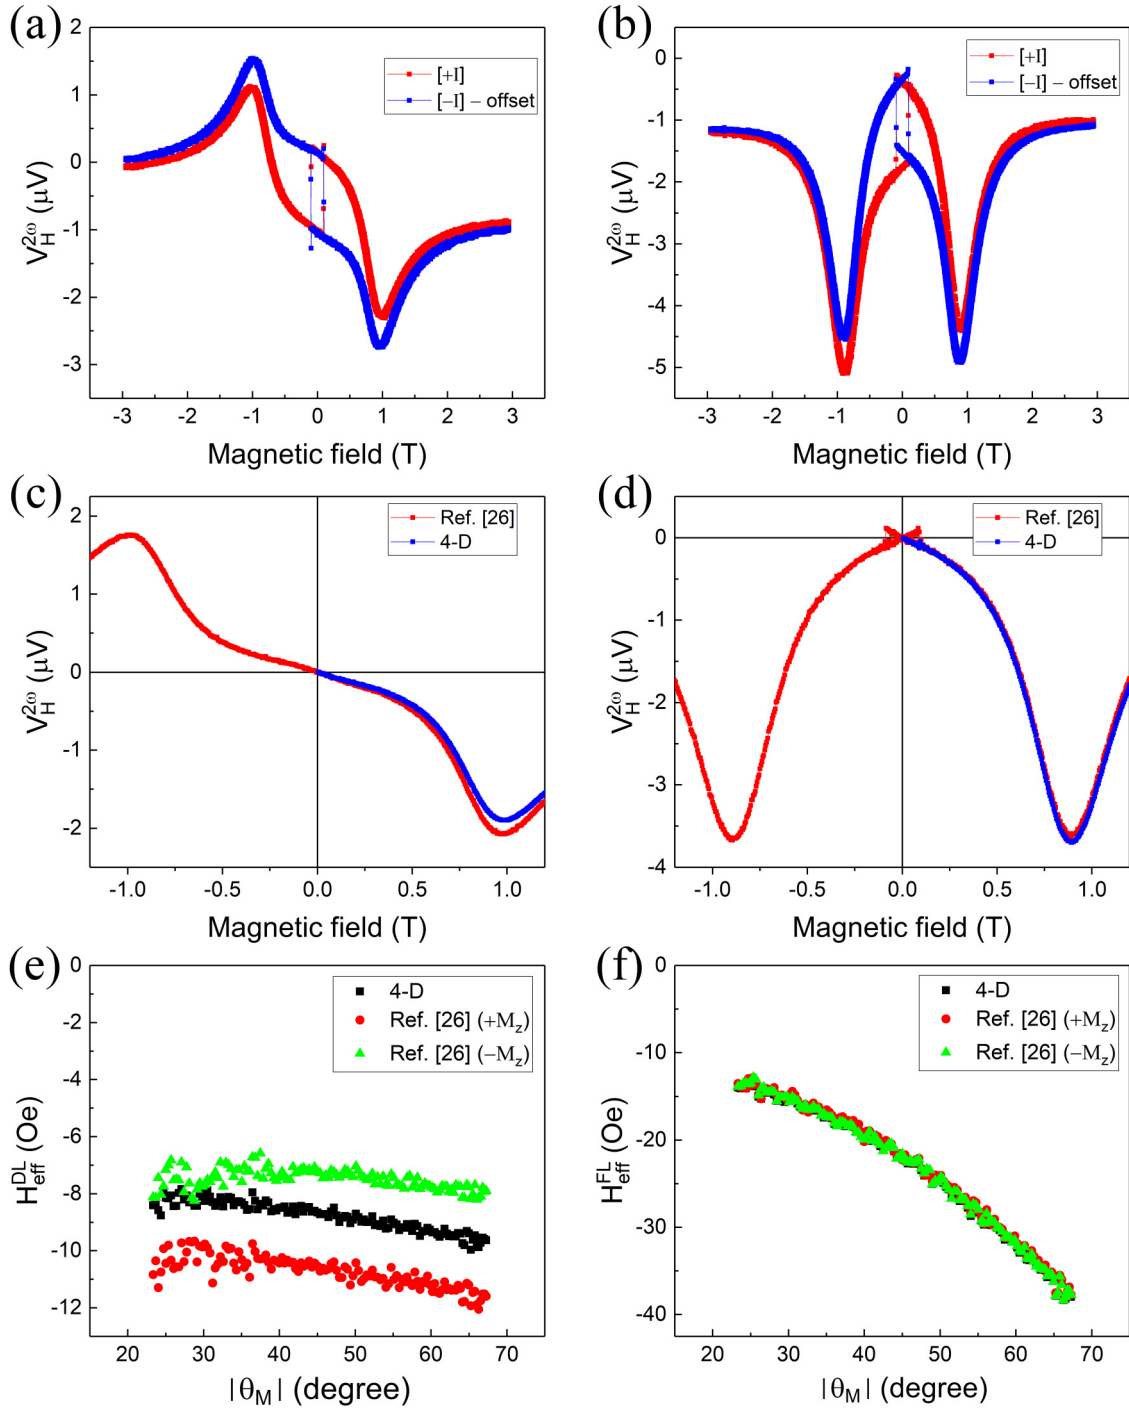 (a)
2
1
0
-1
-2
-3
V_H^{2ω} (μV)
[+I]
[−I] − offset
-3 -2 -1 0 1 2 3
Magnetic field (T)
(b)
0
-1
-2
-3
-4
-5
V_H^{2ω} (μV)
[+I]
[−I] − offset
-3 -2 -1 0 1 2 3
Magnetic field (T)
(c)
2
1
0
-1
-2
V_H^{2ω} (μV)
Ref. [26]
4-D
-1.0 -0.5 0.0 0.5 1.0
Magnetic field (T)
(d)
0
-1
-2
-3
-4
V_H^{2ω} (μV)
Ref. [26]
4-D
-1.0 -0.5 0.0 0.5 1.0
Magnetic field (T)
(e)
0
-2
-4
-6
-8
-10
-12
H_eff^DL (Oe)
4-D
Ref. [26] (+M_z)
Ref. [26] (−M_z)
20 30 40 50 60 70
|θ_M| (degree)
(f)
0
-10
-20
-30
-40
H_eff^FL (Oe)
4-D
Ref. [26] (+M_z)
Ref. [26] (−M_z)
20 30 40 50 60 70
|θ_M| (degree)